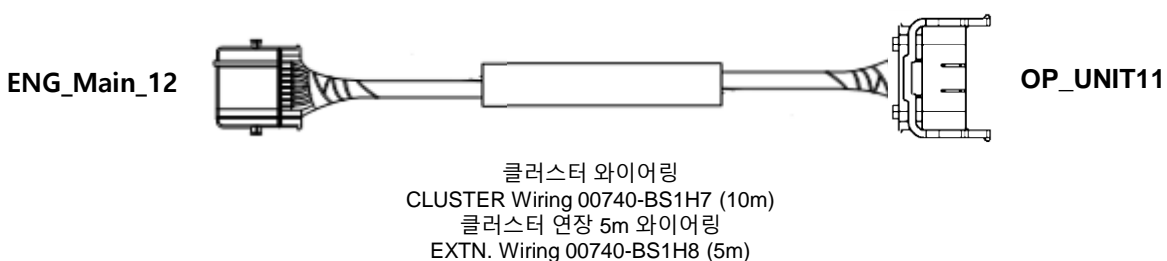 ENG_Main_12
OP_UNIT11
클러스터 와이어링
CLUSTER Wiring 00740-BS1H7 (10m)
클러스터 연장 5m 와이어링
EXTN. Wiring 00740-BS1H8 (5m)